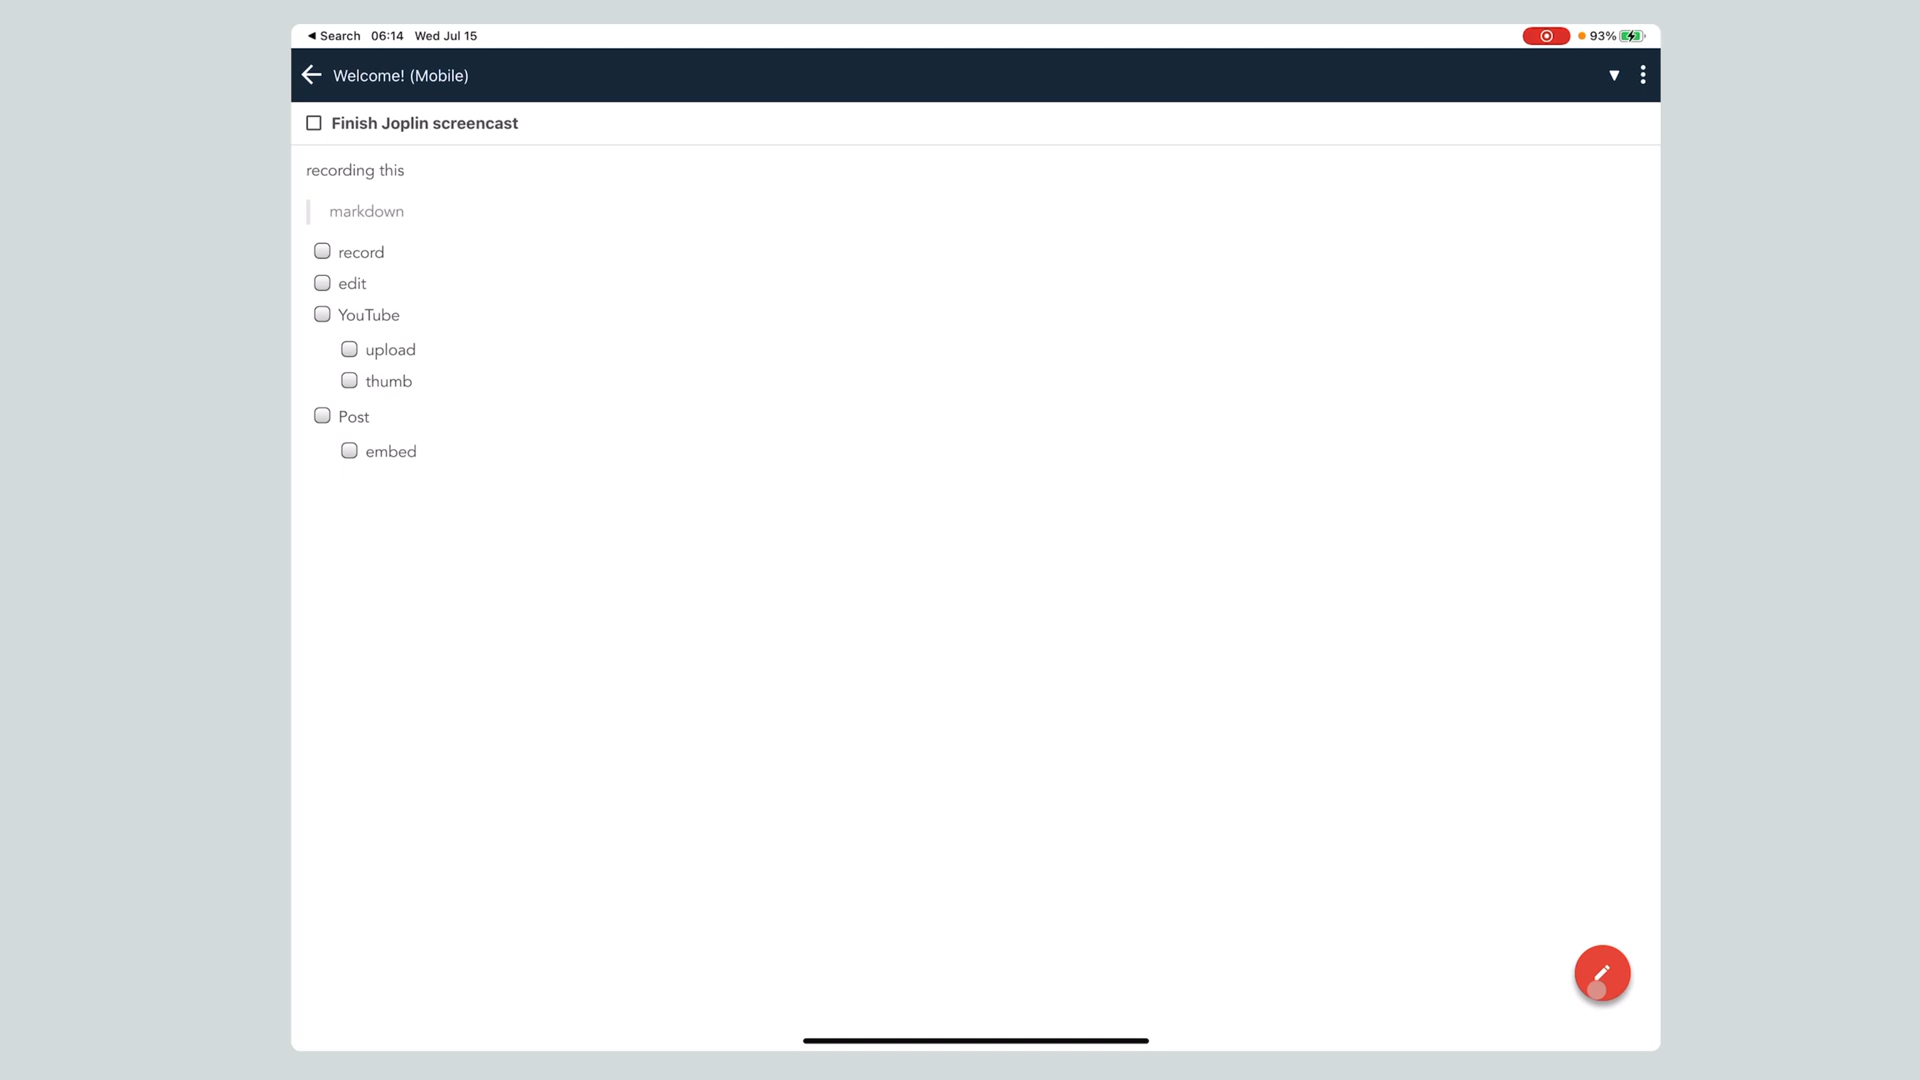 Search 06:14 Wed Jul 15 93%
Welcome! (Mobile)
Finish Joplin screencast
recording this
markdown
record
edit
YouTube
upload
thumb
Post
embed